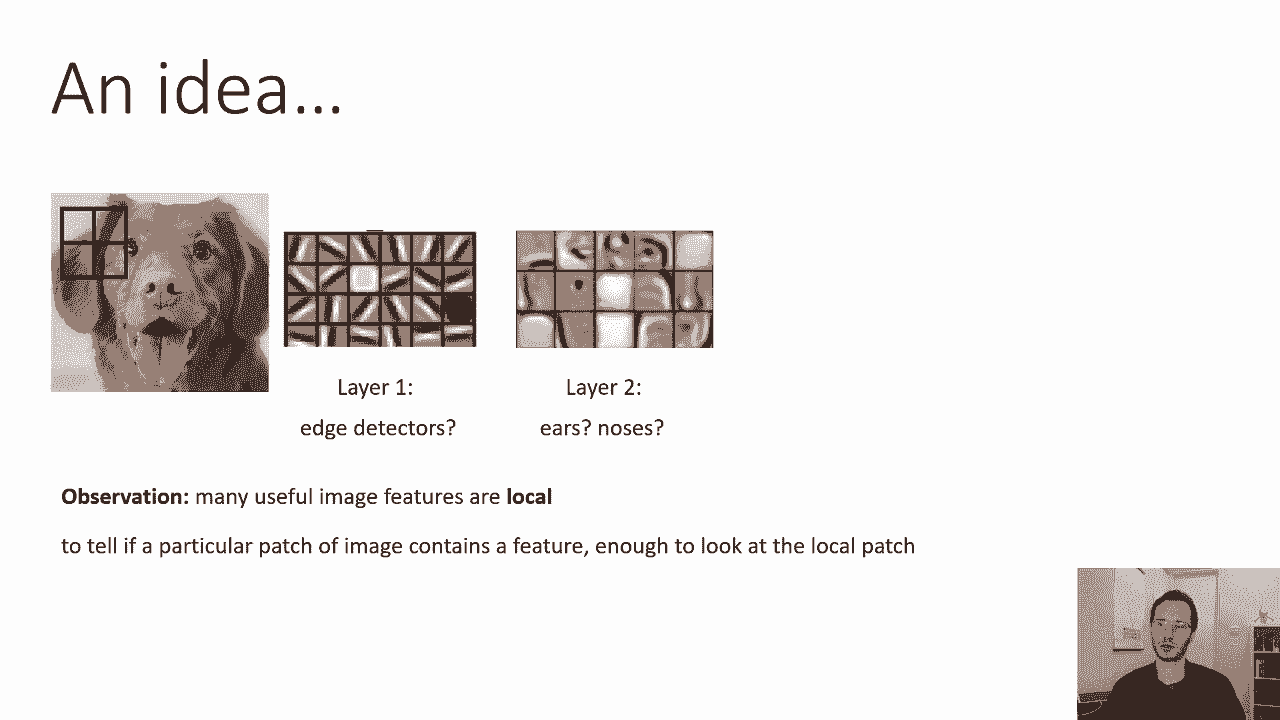 An idea...
Layer 1:
edge detectors?
Layer 2:
ears? noses?
Observation: many useful image features are local
to tell if a particular patch of image contains a feature, enough to look at the local patch